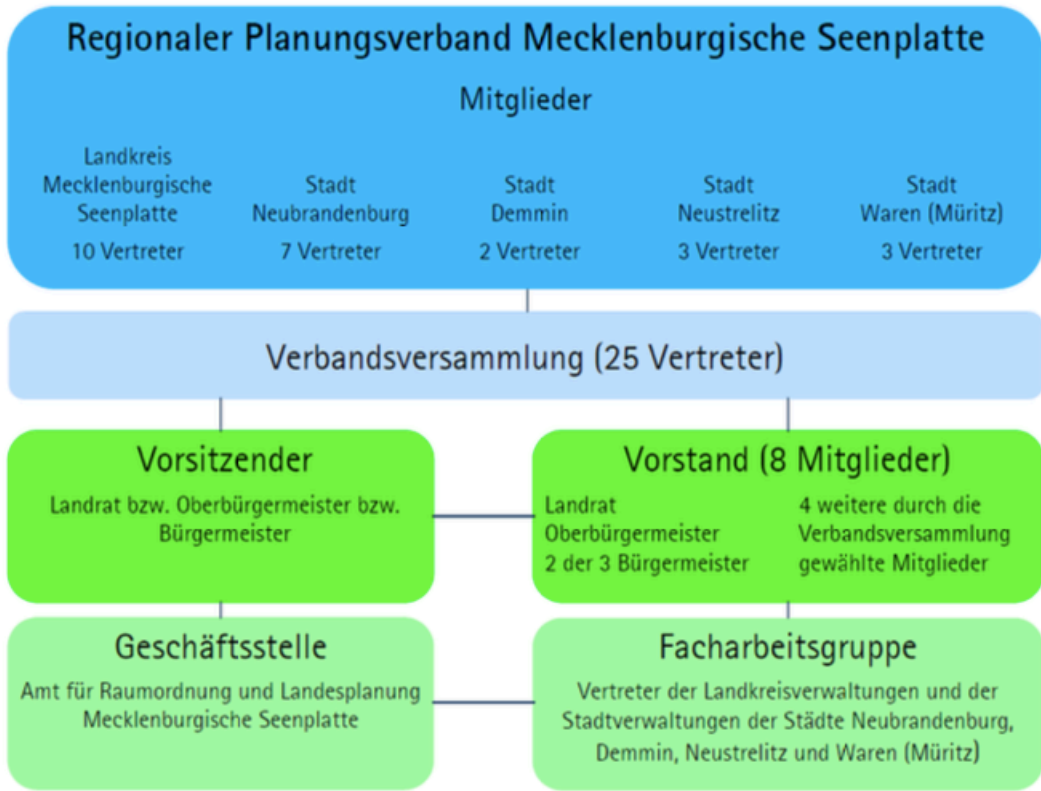 Regionaler Planungsverband Mecklenburgische Seenplatte
Mitglieder
Landkreis
Mecklenburgische
Seenplatte
10 Vertreter
Stadt
Neubrandenburg
7 Vertreter
Stadt
Demmin
2 Vertreter
Stadt
Neustrelitz
3 Vertreter
Stadt
Waren (Müritz)
3 Vertreter
Verbandsversammlung (25 Vertreter)
Vorsitzender
Landrat bzw. Oberbürgermeister bzw.
Bürgermeister
Vorstand (8 Mitglieder)
Landrat
Oberbürgermeister
2 der 3 Bürgermeister
4 weitere durch die
Verbandsversammlung
gewählte Mitglieder
Geschäftsstelle
Amt für Raumordnung und Landesplanung
Mecklenburgische Seenplatte
Facharbeitsgruppe
Vertreter der Landkreisverwaltungen und der
Stadtverwaltungen der Städte Neubrandenburg,
Demmin, Neustrelitz und Waren (Müritz)